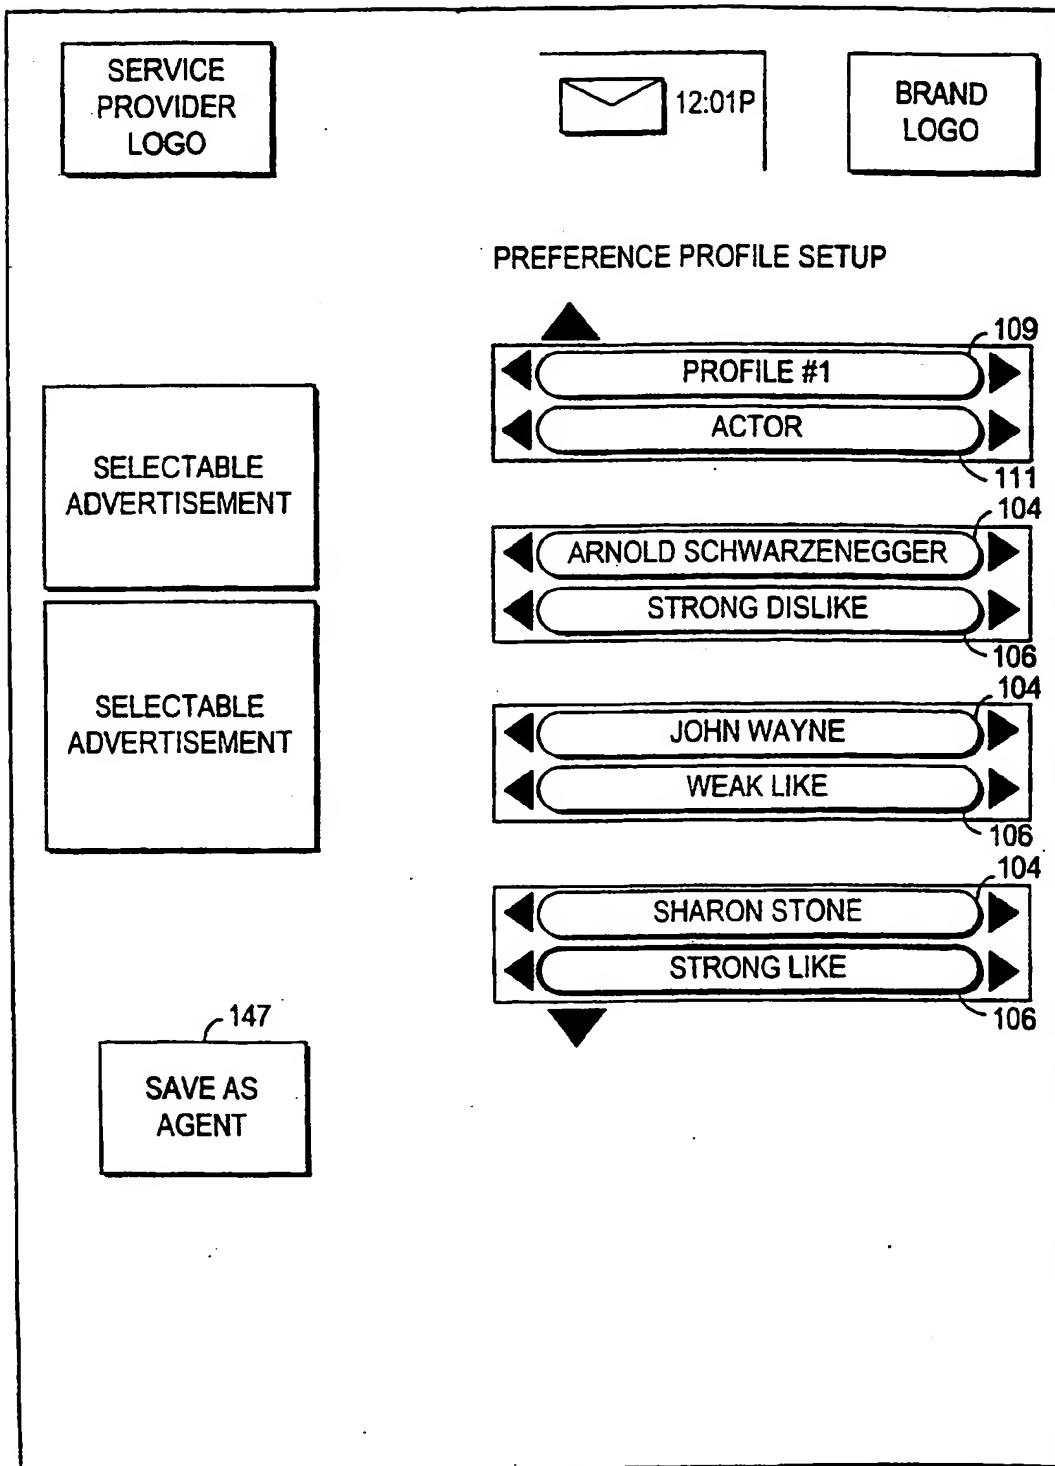 SERVICE
PROVIDER
LOGO
12:01P
BRAND
LOGO
PREFERENCE PROFILE SETUP
109
PROFILE #1
ACTOR
111
SELECTABLE
ADVERTISEMENT
104
ARNOLD SCHWARZENEGGER
STRONG DISLIKE
106
SELECTABLE
ADVERTISEMENT
104
JOHN WAYNE
WEAK LIKE
106
104
SHARON STONE
STRONG LIKE
106
147
SAVE AS
AGENT